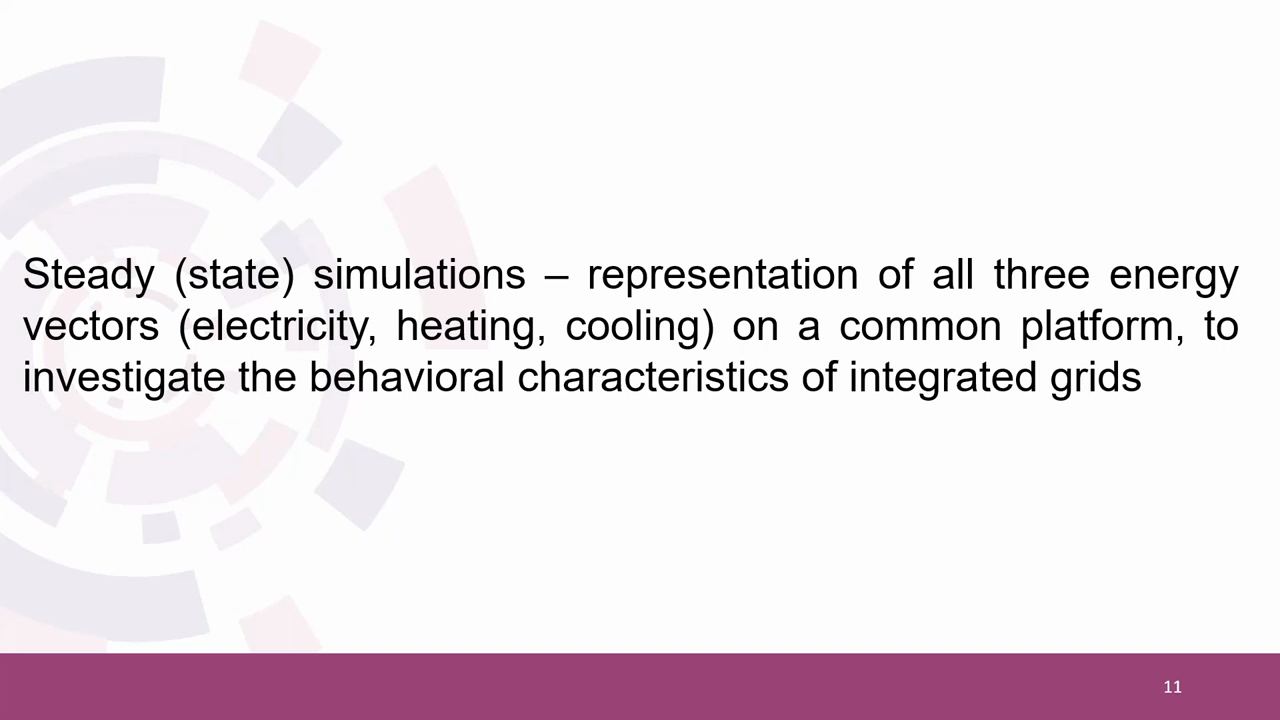 Steady (state) simulations – representation of all three energy
vectors (electricity, heating, cooling) on a common platform, to
investigate the behavioral characteristics of integrated grids
11